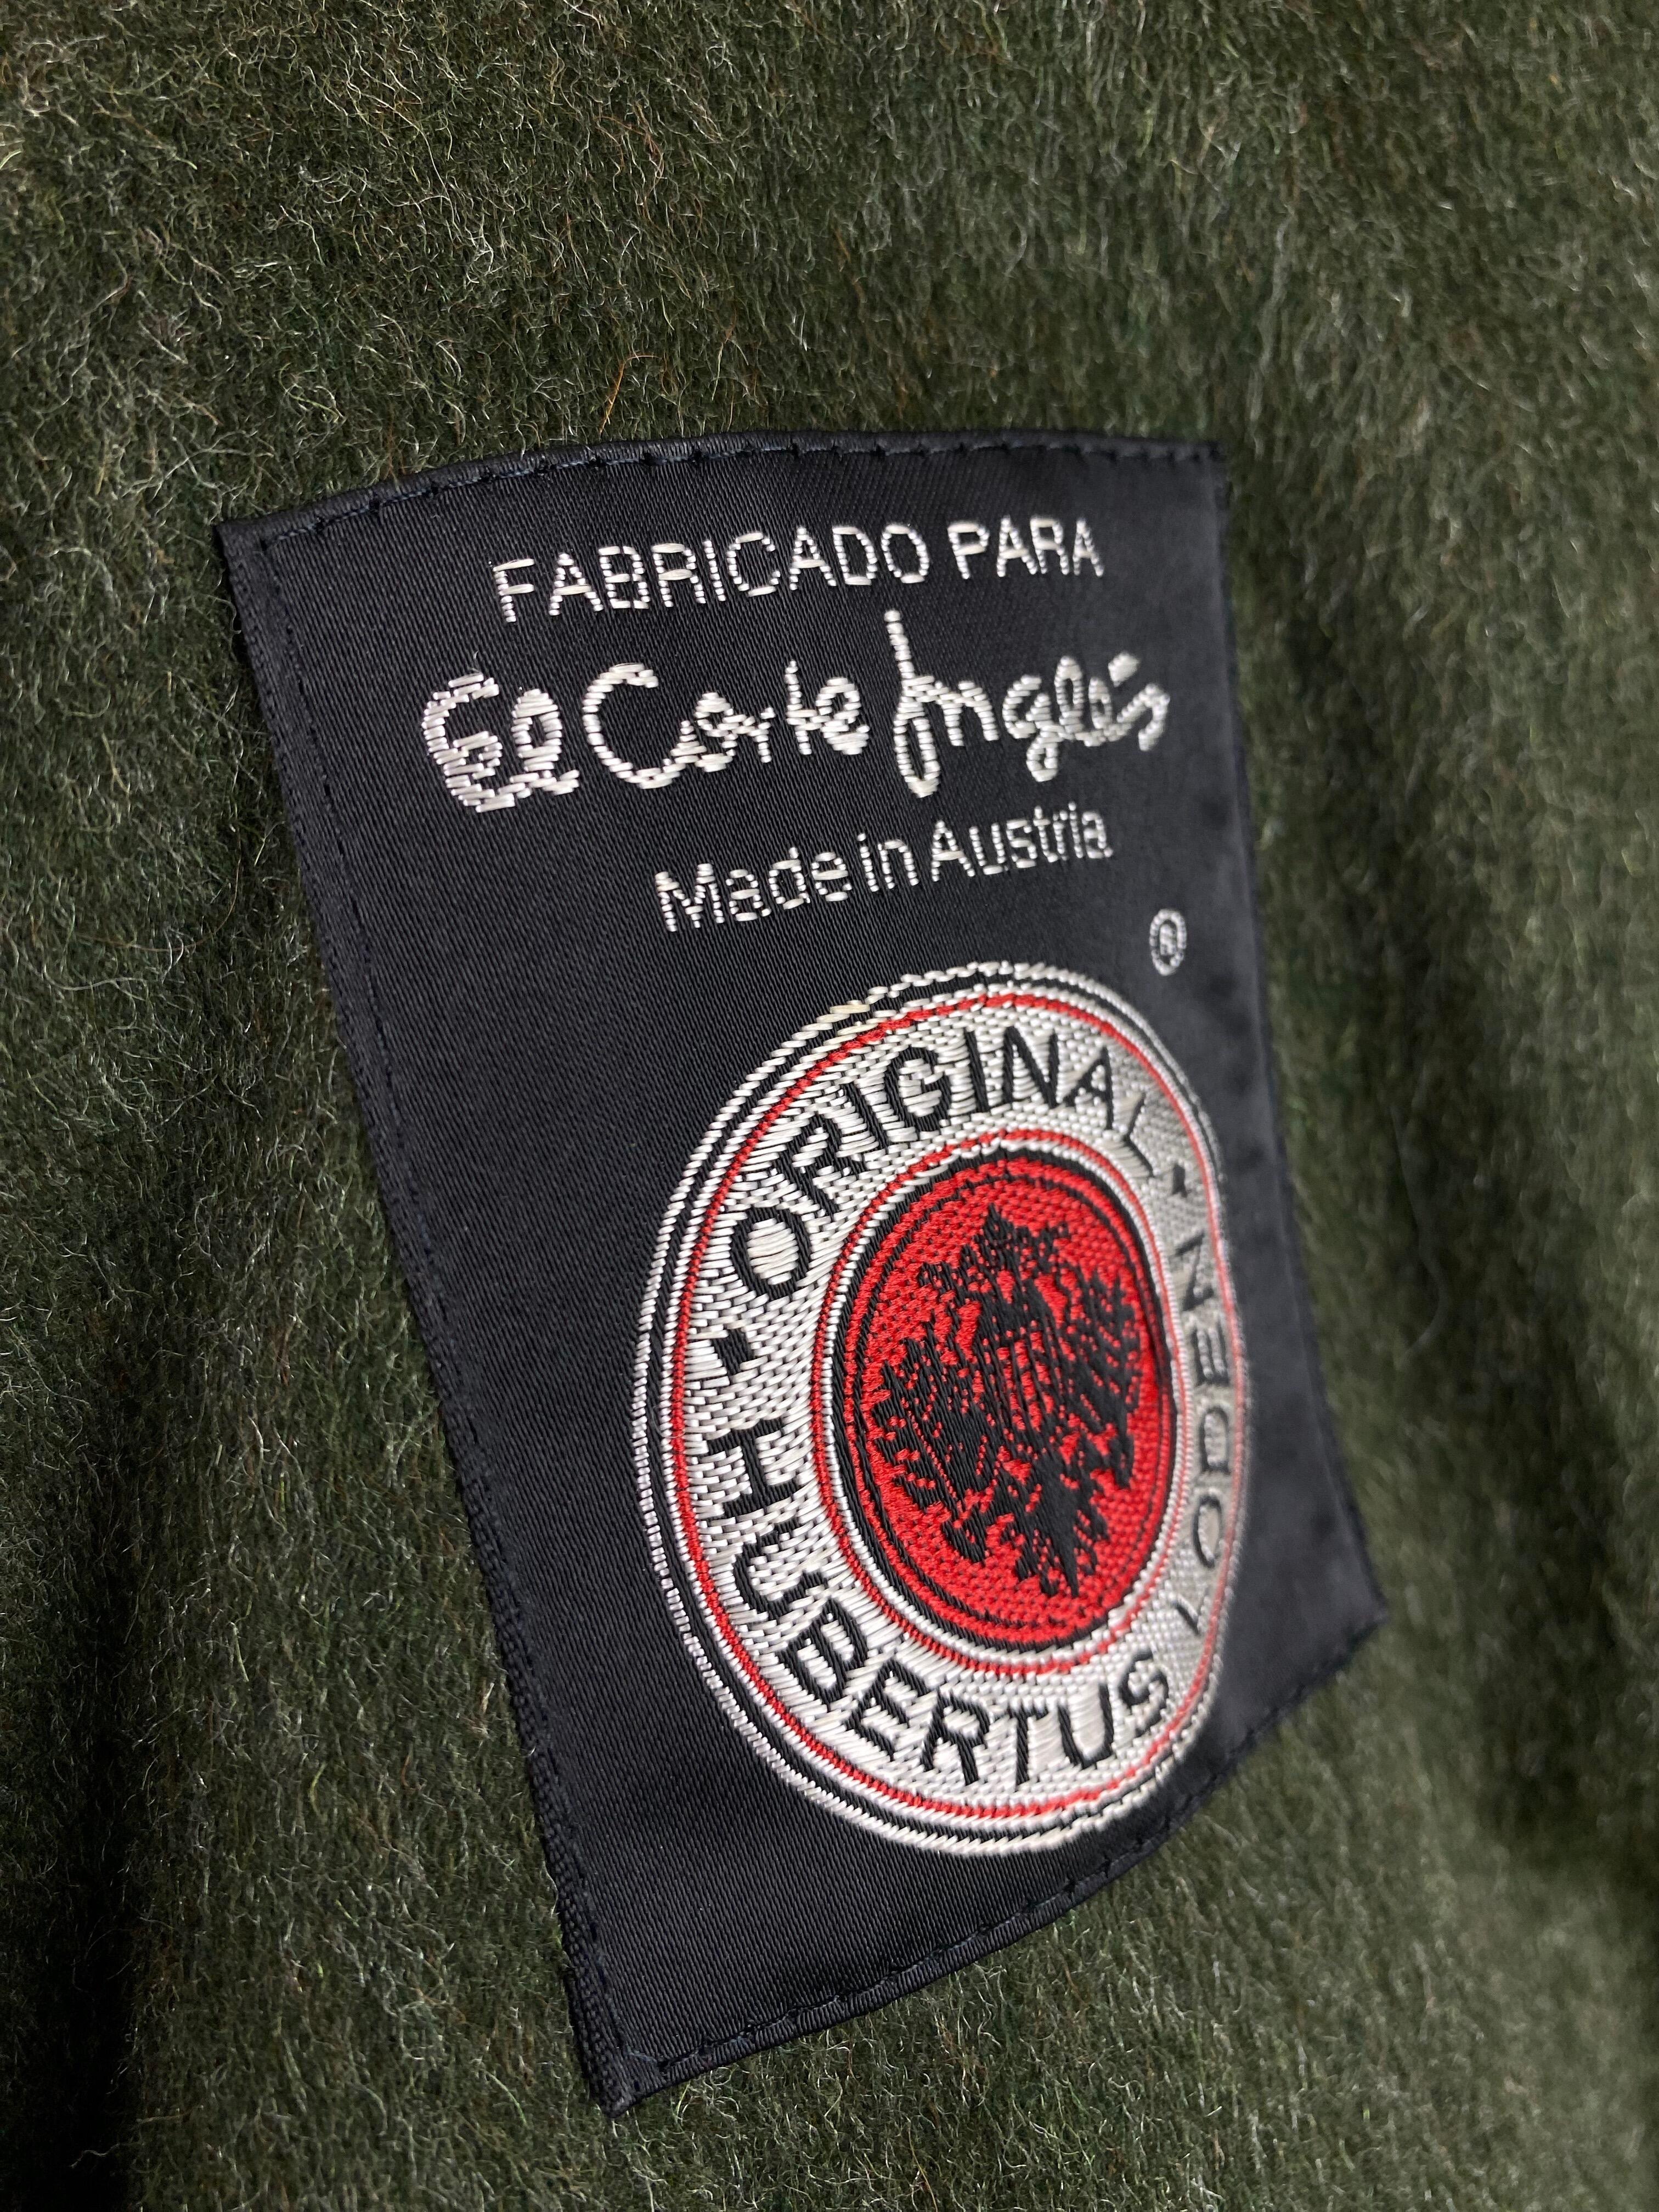 FABRICADO PARA
El Corte Inglés
Made in Austria
®
ORIGINAL
HUBERTUS LODEN